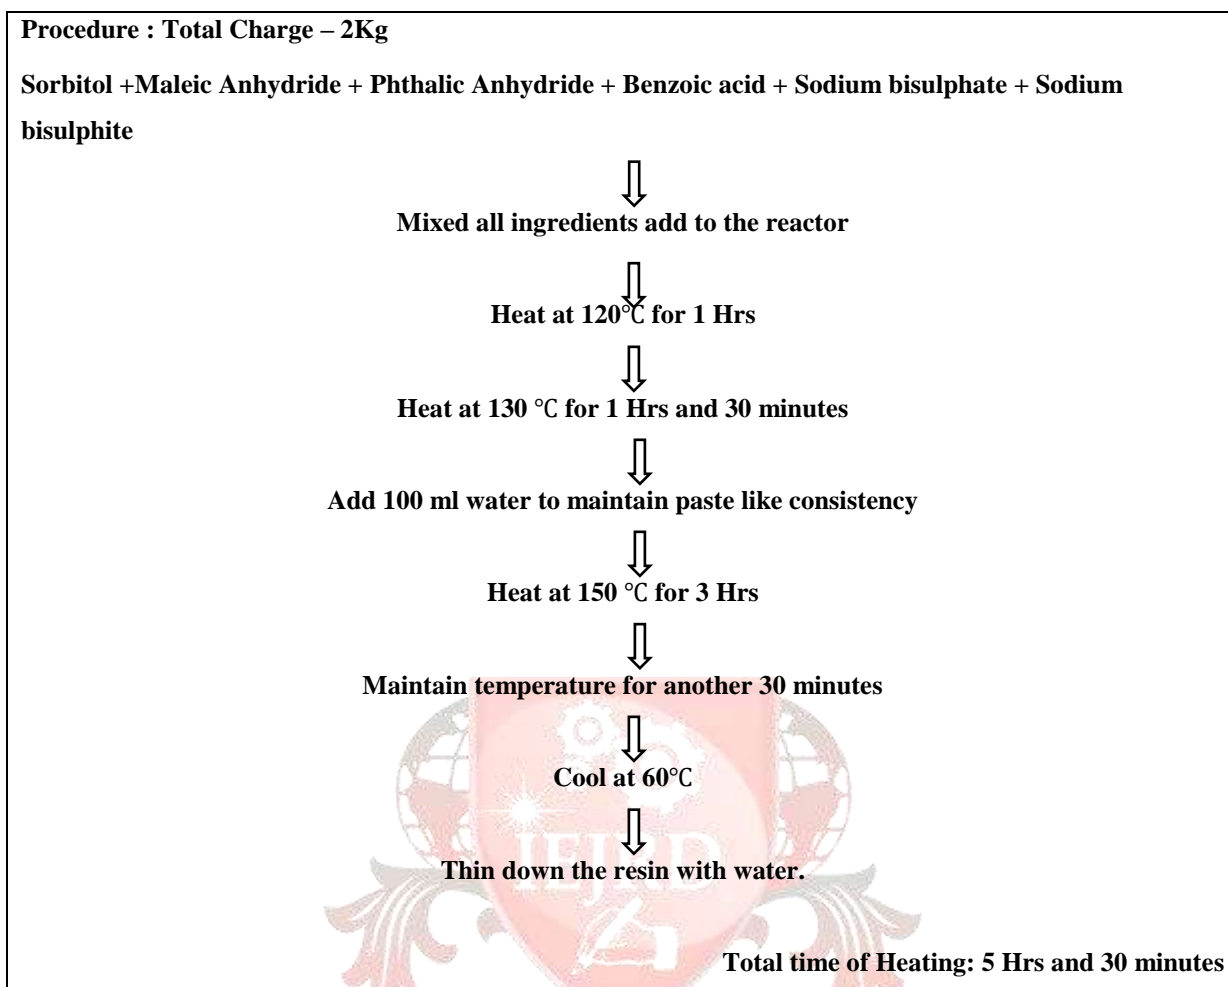 Procedure : Total Charge – 2Kg
Sorbitol +Maleic Anhydride + Phthalic Anhydride + Benzoic acid + Sodium bisulphate + Sodium
bisulphite
Mixed all ingredients add to the reactor
Heat at 120℃ for 1 Hrs
Heat at 130 ℃ for 1 Hrs and 30 minutes
Add 100 ml water to maintain paste like consistency
Heat at 150 ℃ for 3 Hrs
Maintain temperature for another 30 minutes
Cool at 60℃
IEJRD
Thin down the resin with water.
Total time of Heating: 5 Hrs and 30 minutes